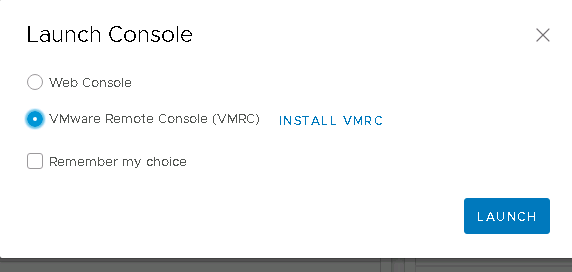 Launch Console
Web Console
VMware Remote Console (VMRC) INSTALL VMRC
Remember my choice
LAUNCH